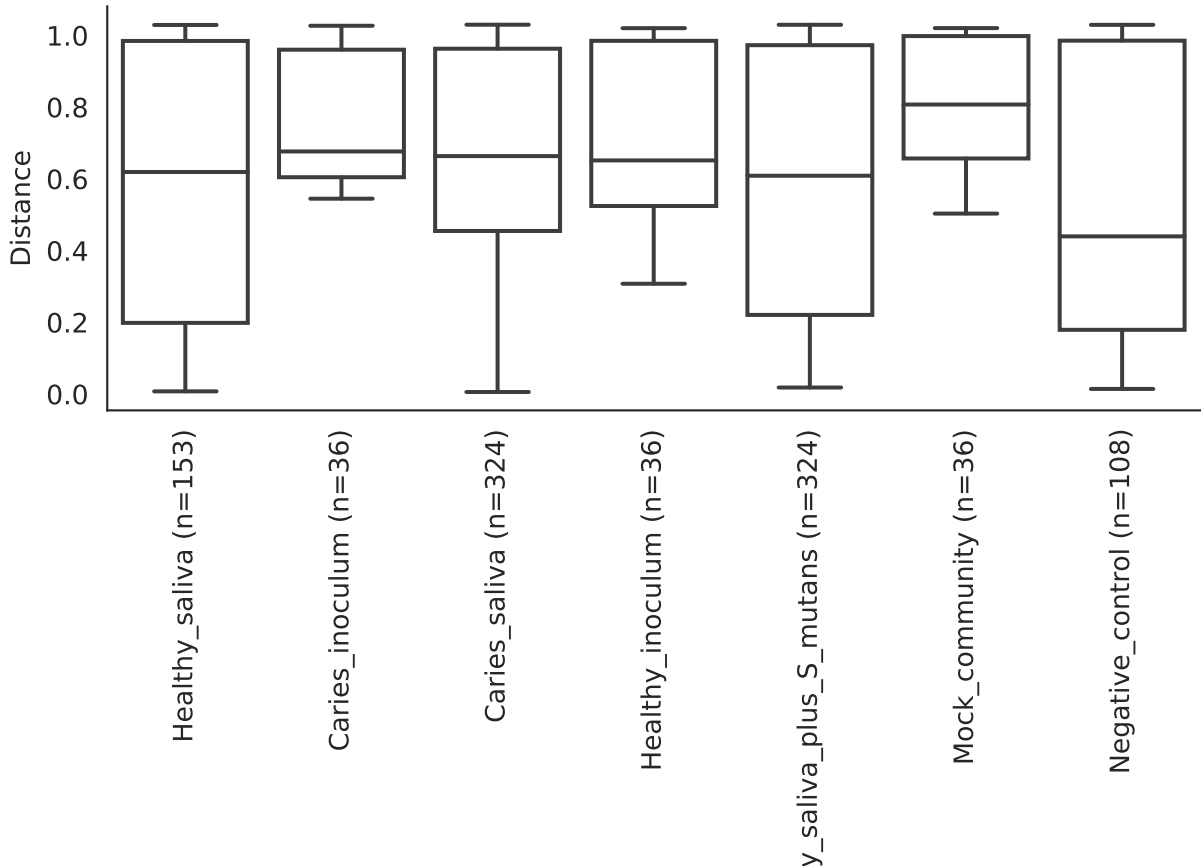 1.0
0.8
0.6
0.4
0.2
0.0
Distance
Healthy_saliva (n=153)
Caries_inoculum (n=36)
Caries_saliva (n=324)
Healthy_inoculum (n=36)
y_saliva_plus_S_mutans (n=324)
Mock_community (n=36)
Negative_control (n=108)